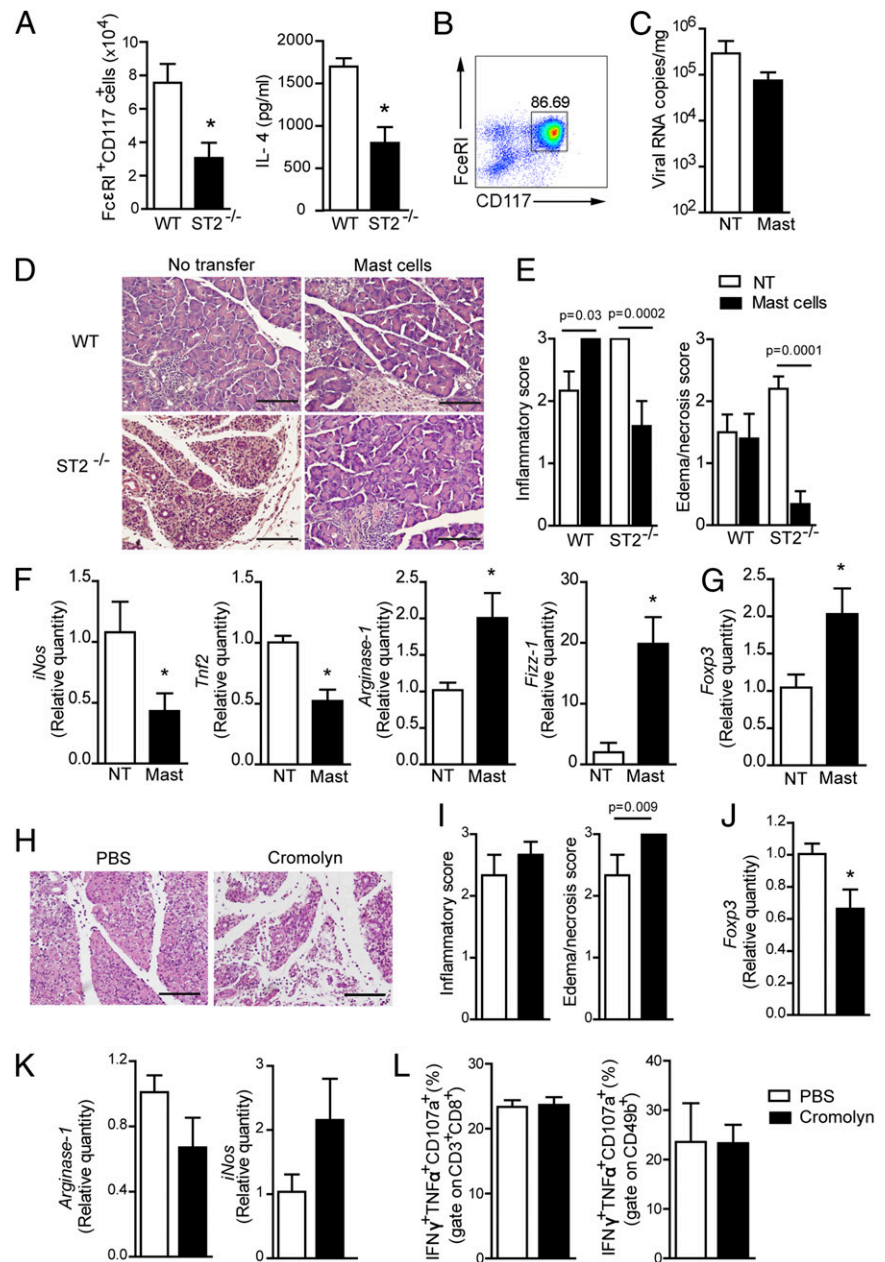 A
FcεRI⁺CD117⁺ cells (x10⁴)
10
8
6
4
2
0
*
WT ST2⁻/⁻
IL- 4 (pg/ml)
2000
1500
1000
500
0
*
WT ST2⁻/⁻
B
FceRI
86.69
CD117
C
Viral RNA copies/mg
10⁶
10⁵
10⁴
10³
10²
NT Mast
D
No transfer Mast cells
WT
ST2⁻/⁻
E
NT
Mast cells
Inflammatory score
3
2
1
0
p=0.03 p=0.0002
WT ST2⁻/⁻
Edema/necrosis score
3
2
1
0
p=0.0001
WT ST2⁻/⁻
F
iNos
(Relative quantity)
1.5
1.0
0.5
0.0
*
NT Mast
Tnf2
(Relative quantity)
1.5
1.0
0.5
0.0
*
NT Mast
Arginase-1
(Relative quantity)
2.5
2.0
1.5
1.0
0.5
0.0
*
NT Mast
Fizz-1
(Relative quantity)
30
20
10
0
*
NT Mast
G
Foxp3
(Relative quantity)
2.5
2.0
1.5
1.0
0.5
0.0
*
NT Mast
H
PBS Cromolyn
I
Inflammatory score
3
2
1
0
Edema/necrosis score
3
2
1
0
p=0.009
J
Foxp3
(Relative quantity)
1.2
1.0
0.8
0.6
0.4
0.2
0.0
*
K
Arginase-1
(Relative quantity)
1.2
0.8
0.4
0.0
iNos
(Relative quantity)
3
2
1
0
L
IFNγ⁺TNFα⁺CD107a⁺ (%)
(gate on CD3⁺CD8⁺)
30
20
10
0
IFNγ⁺TNFα⁺CD107a⁺ (%)
(gate on CD49b⁺)
50
40
30
20
10
0
PBS
Cromolyn